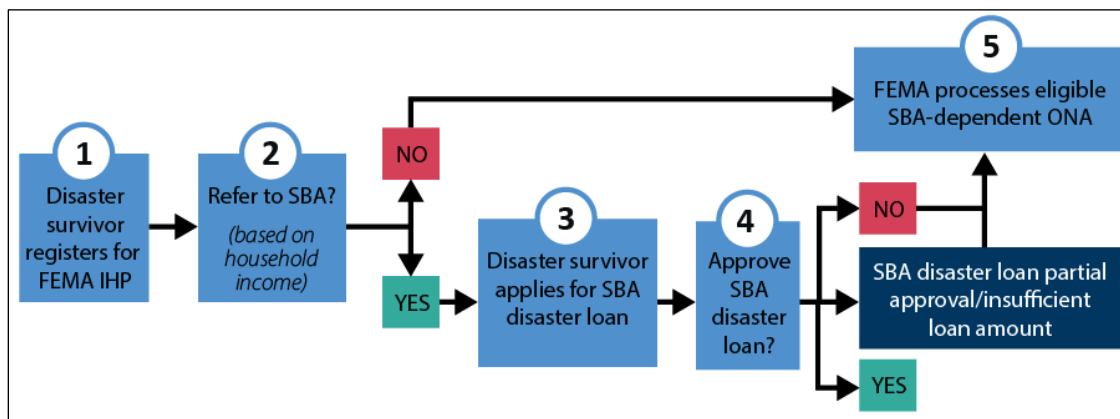 1
Disaster
survivor
registers for
FEMA IHP
2
Refer to SBA?
(based on
household
income)
NO
YES
3
Disaster survivor
applies for SBA
disaster loan
4
Approve
SBA
disaster
loan?
NO
SBA disaster loan partial
approval/insufficient
loan amount
YES
5
FEMA processes eligible
SBA-dependent ONA